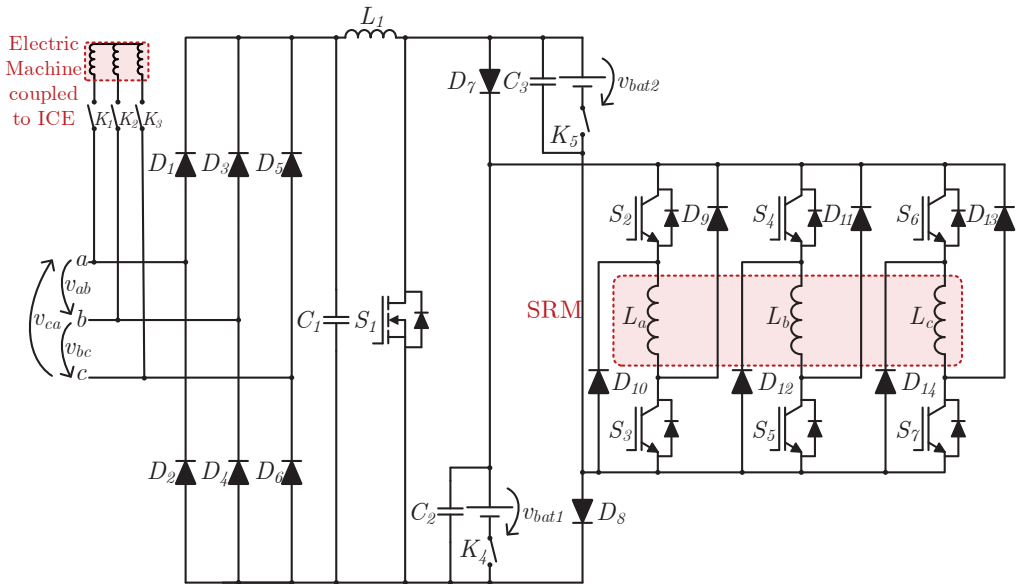 Electric
Machine
coupled
to ICE
K1 K2 K3
L1
D7
C3
vbat2
K5
D1
D3
D5
S2
D9
S4
D11
S6
D13
a
vab
vca
b
vbc
c
C1
S1
SRM
La
Lb
Lc
D10
D12
D14
S3
S5
S7
D2
D4
D6
C2
vbat1
K4
D8